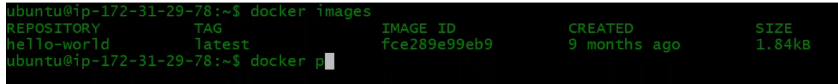 ubuntu@ip-172-31-29-78:~$ docker images
REPOSITORY TAG IMAGE ID CREATED SIZE
hello-world latest fce289e99eb9 9 months ago 1.84kB
ubuntu@ip-172-31-29-78:~$ docker p